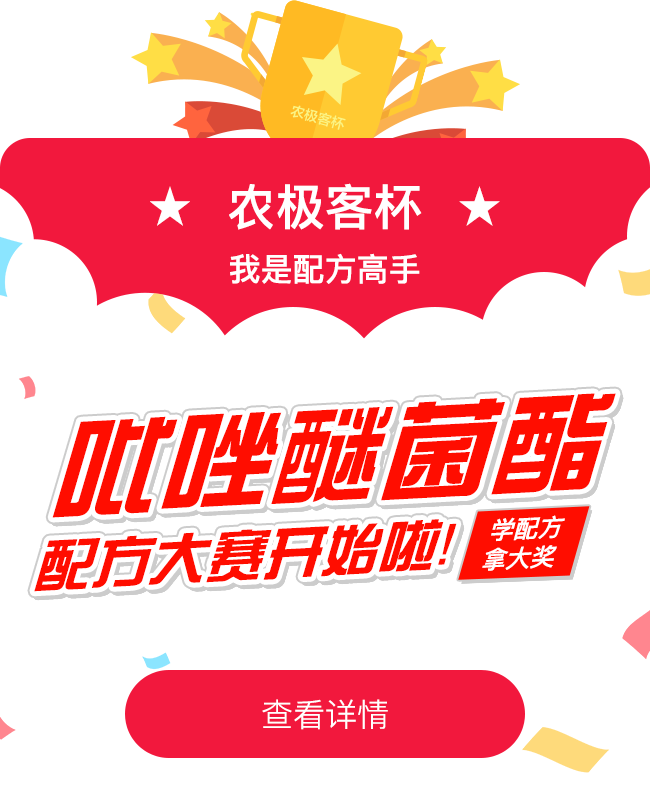 农极客杯
农极客杯
我是配方高手
吡唑醚菌酯
配方大赛开始啦!
学配方
拿大奖
查看详情